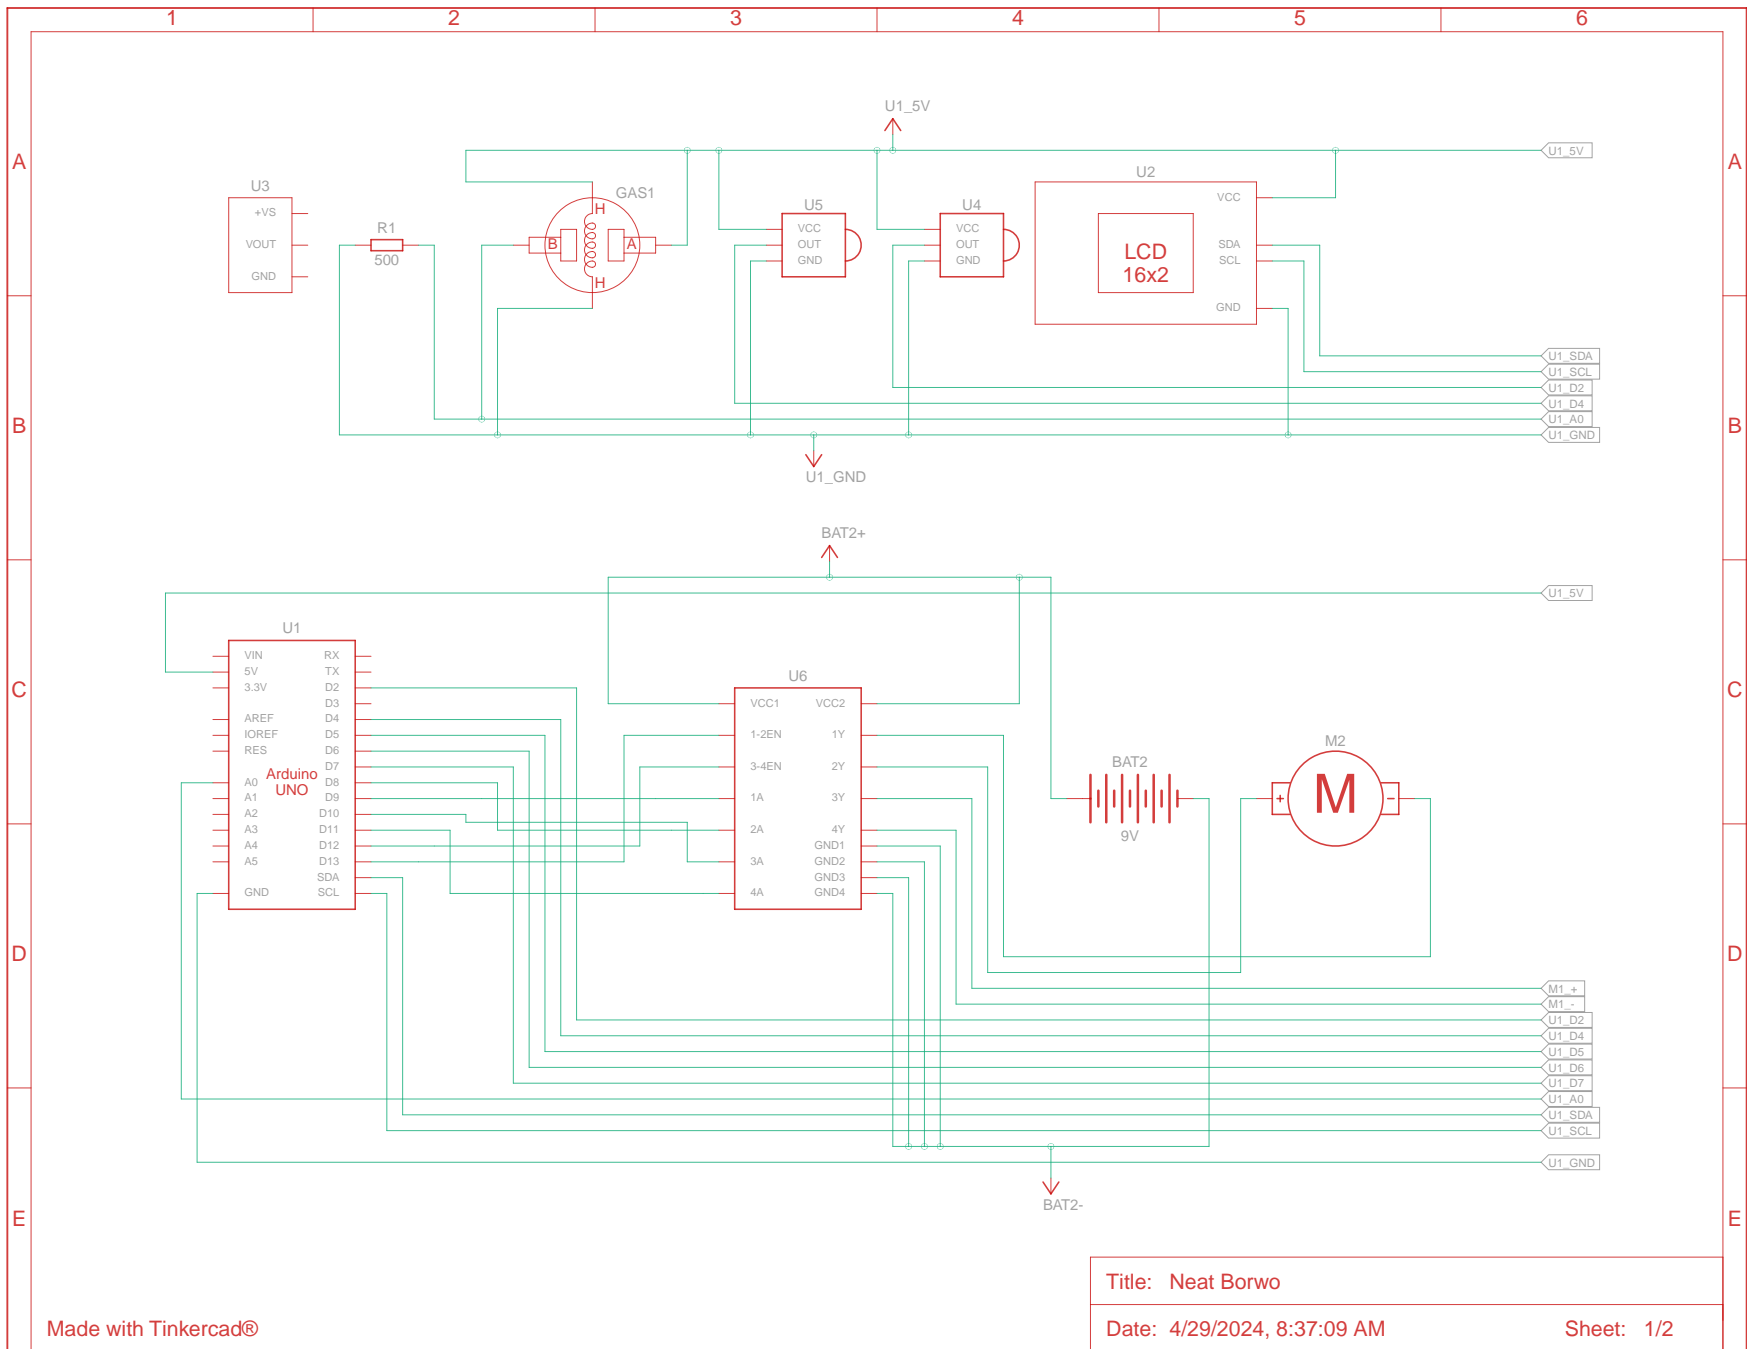 1 2 3 4 5 6
U1_5V
A A
U1_5V
U2
U3
GAS1
VCC
+VS
H
U5
U4
R1
VCC
VCC
VOUT
B
A
OUT
OUT
LCD
16x2
SDA
500
GND
GND
SCL
GND
H
GND
U1_SDA
U1_SCL
U1_D2
U1_D4
U1_A0
B B
U1_GND
U1_GND
BAT2+
U1_5V
U1
VIN RX
5V TX
3.3V D2
D3
AREF D4
IOREF D5
RES D6
D7
Arduino
UNO
A0 D8
A1 D9
A2 D10
A3 D11
A4 D12
A5 D13
SDA
GND SCL
U6
VCC1 VCC2
1-2EN 1Y
3-4EN 2Y
1A 3Y
2A 4Y
GND1
3A GND2
GND3
4A GND4
C C
BAT2
9V
M2
+ M -
D D
M1_+
M1_-
U1_D2
U1_D4
U1_D5
U1_D6
U1_D7
U1_A0
U1_SDA
U1_SCL
U1_GND
BAT2-
E E
Title: Neat Borwo
Made with Tinkercad®
Date: 4/29/2024, 8:37:09 AM Sheet: 1/2